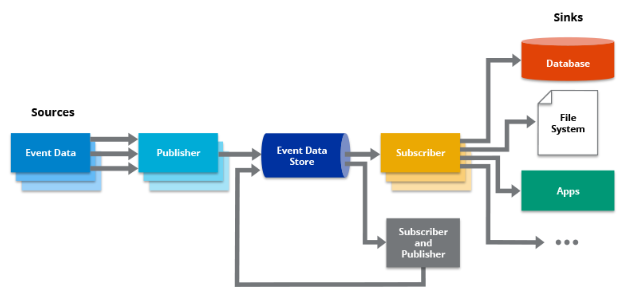 Sinks
Database
Sources
File
System
Event Data
Publisher
Event Data
Store
Subscriber
Apps
Subscriber
and
Publisher